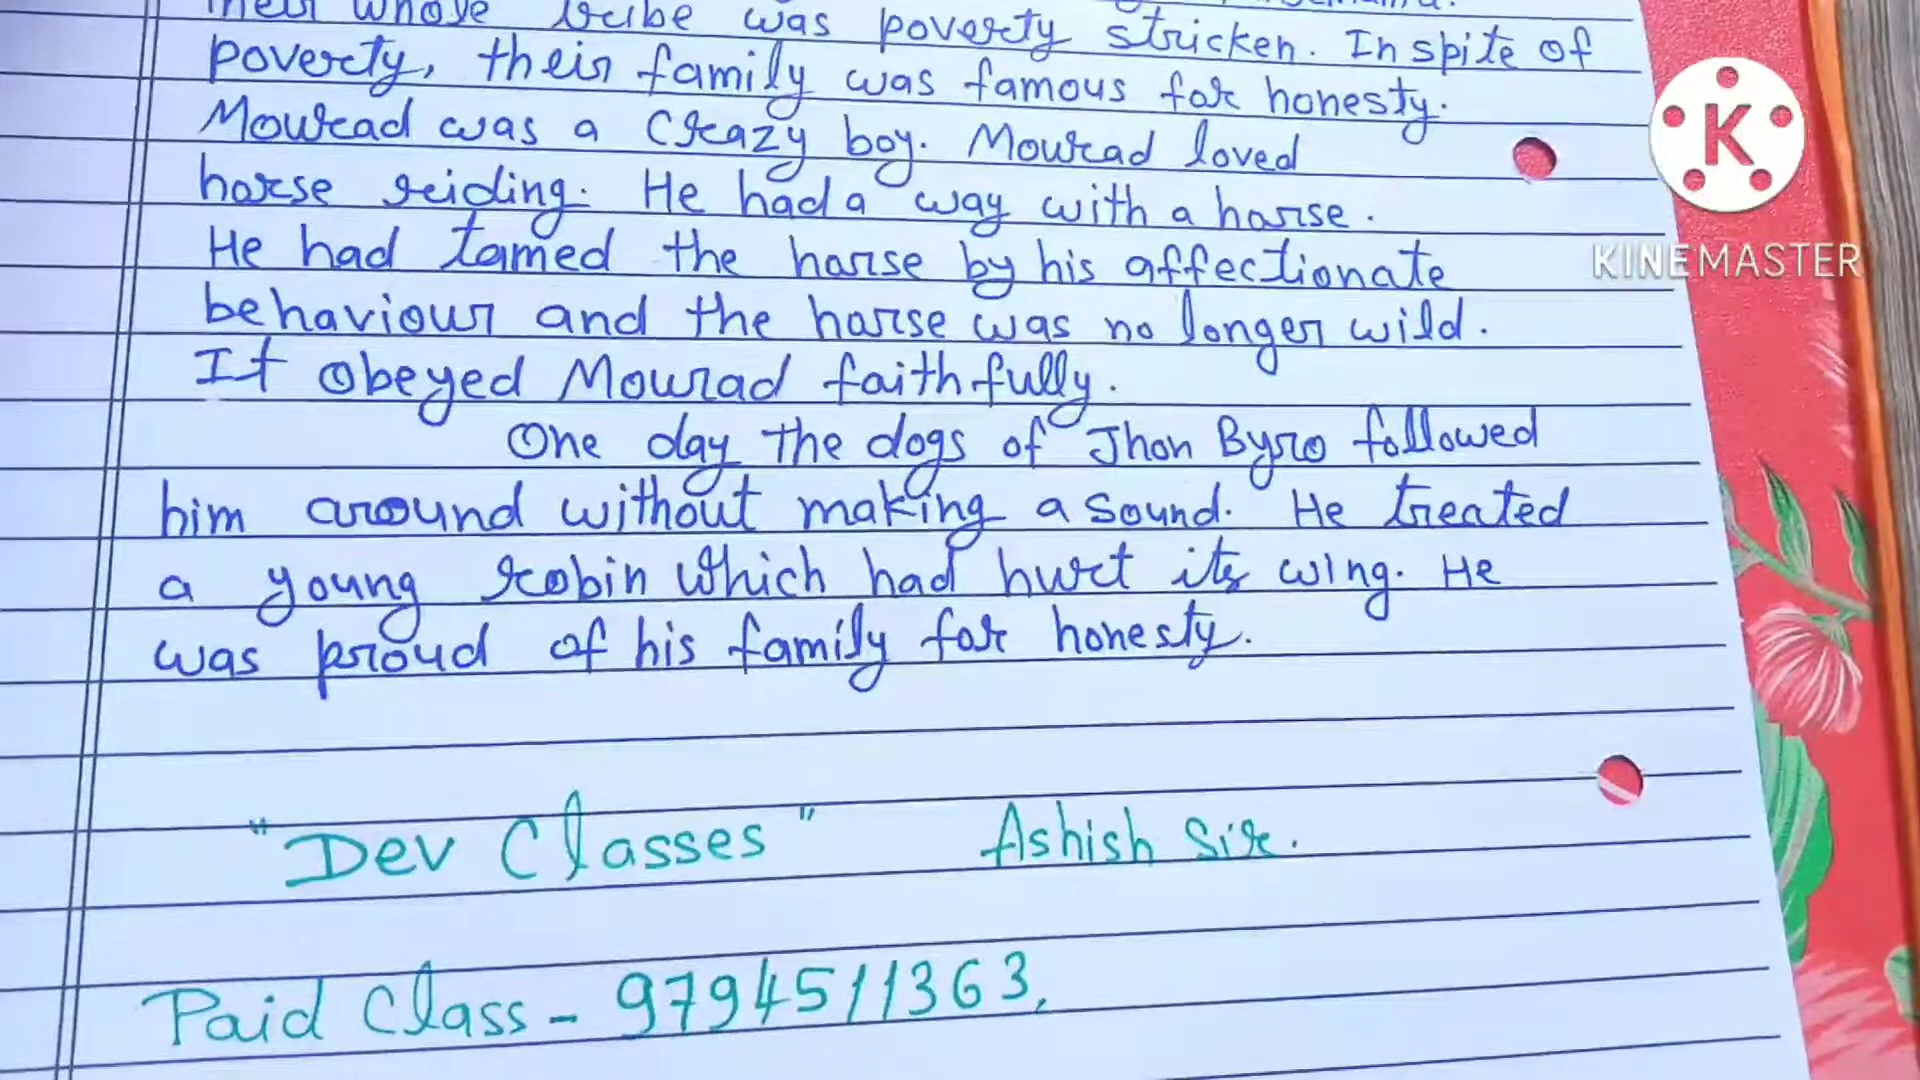 Their whole tribe was poverty stricken. In spite of
poverty, their family was famous for honesty.
Mourad was a Crazy boy. Mourad loved
horse reiding. He had a way with a horse.
He had tamed the horse by his affectionate
behaviour and the horse was no longer wild.
It obeyed Mourad faithfully.
One day the dogs of Jhon Byro followed
him around without making a sound. He treated
a young robin which had hurt its wing. He
was proud of his family for honesty.
"Dev Classes" Ashish Sir.
Paid Class - 9794511363,
K
KINEMASTER